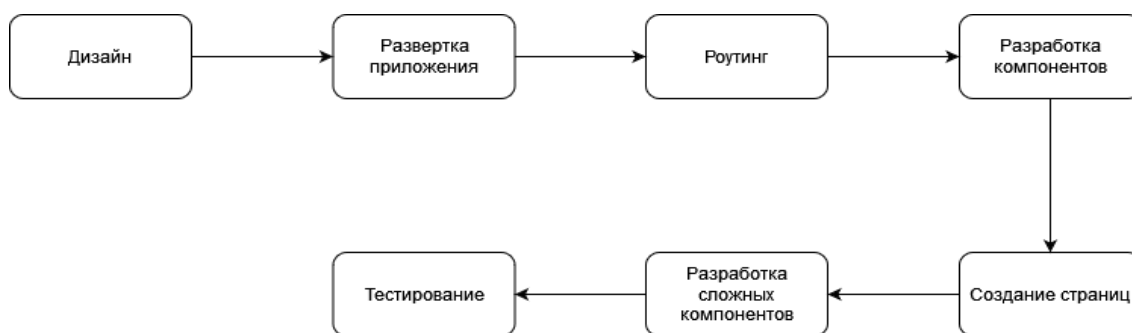 Дизайн
Развертка
приложения
Роутинг
Разработка
компонентов
Создание страниц
Разработка
сложных
компонентов
Тестирование